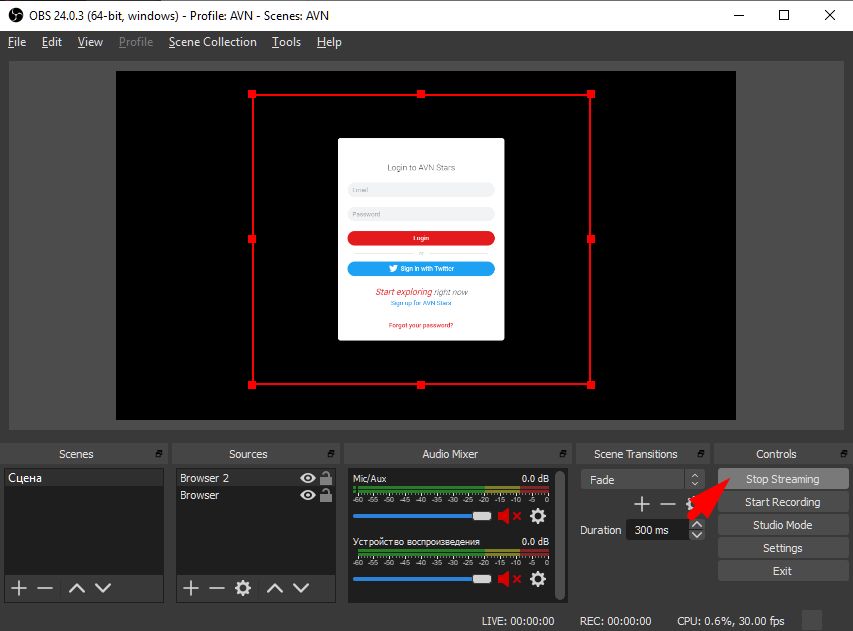 OBS 24.0.3 (64-bit, windows) - Profile: AVN - Scenes: AVN
File Edit View Profile Scene Collection Tools Help
Login to AVN Stars
Email
Password
Login
or
Sign in with Twitter
Start exploring right now
Sign up for AVN Stars
Forgot your password?
Scenes
Сцена
Sources
Browser 2
Browser
Audio Mixer
Mic/Aux 0.0 dB
-60 -55 -50 -45 -40 -35 -30 -25 -20 -15 -10 -5 0
Устройство воспроизведения 0.0 dB
-60 -55 -50 -45 -40 -35 -30 -25 -20 -15 -10 -5 0
Scene Transitions
Fade
Duration 300 ms
Controls
Stop Streaming
Start Recording
Studio Mode
Settings
Exit
LIVE: 00:00:00 REC: 00:00:00 CPU: 0.6%, 30.00 fps